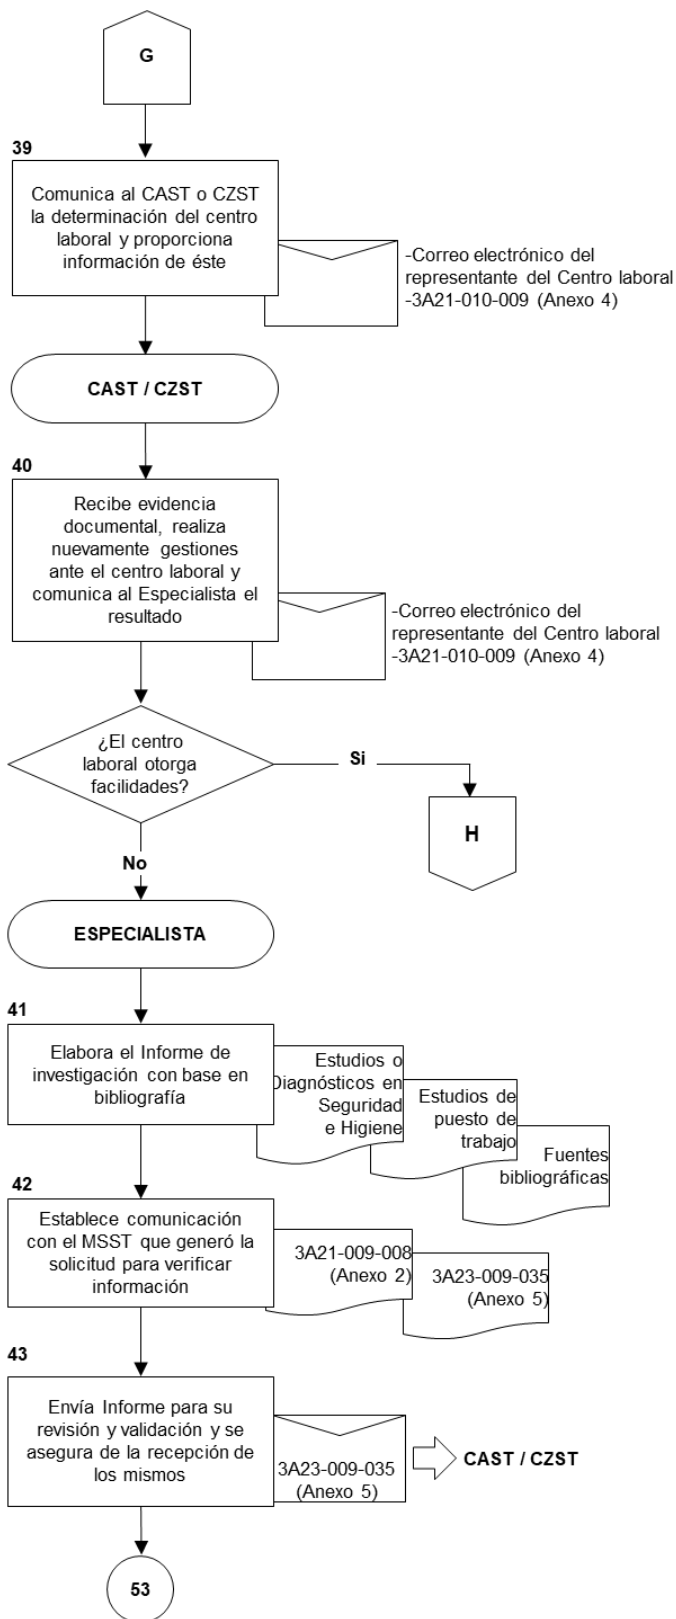 G
39
Comunica al CAST o CZST
la determinación del centro
laboral y proporciona
información de éste
-Correo electrónico del
representante del Centro laboral
-3A21-010-009 (Anexo 4)
CAST / CZST
40
Recibe evidencia
documental, realiza
nuevamente gestiones
ante el centro laboral y
comunica al Especialista el
resultado
-Correo electrónico del
representante del Centro laboral
-3A21-010-009 (Anexo 4)
¿El centro
laboral otorga
facilidades?
Si
H
No
ESPECIALISTA
41
Elabora el Informe de
investigación con base en
bibliografía
Estudios o
Diagnósticos en
Seguridad
e Higiene
Estudios de
puesto de
trabajo
Fuentes
bibliográficas
42
Establece comunicación
con el MSST que generó la
solicitud para verificar
información
3A21-009-008
(Anexo 2)
3A23-009-035
(Anexo 5)
43
Envía Informe para su
revisión y validación y se
asegura de la recepción de
los mismos
3A23-009-035
(Anexo 5)
CAST / CZST
53